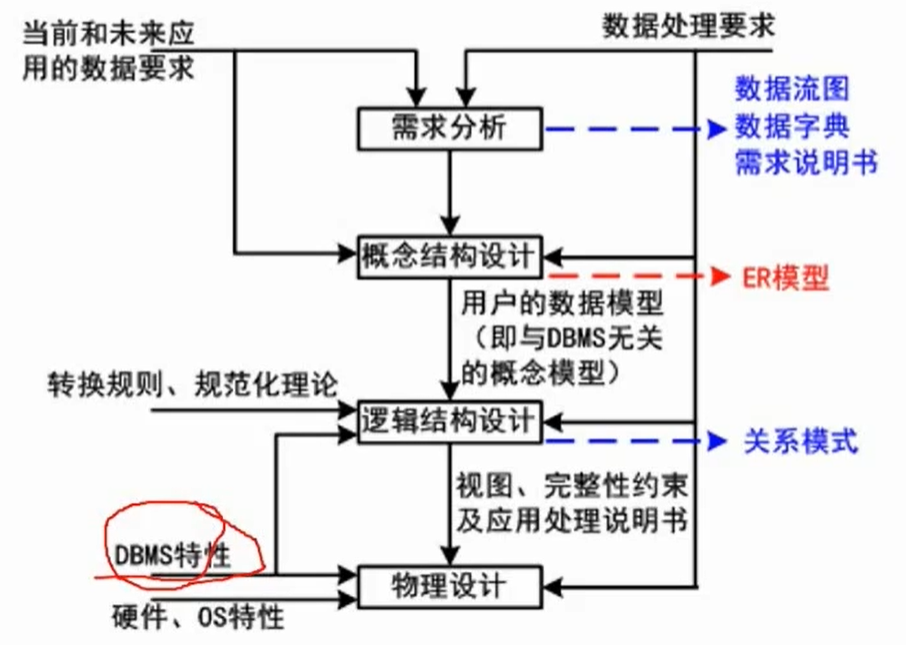 当前和未来应
用的数据要求
数据处理要求
数据流图
数据字典
需求说明书
需求分析
概念结构设计
ER模型
用户的数据模型
（即与DBMS无关
的概念模型）
转换规则、规范化理论
逻辑结构设计
关系模式
视图、完整性约束
及应用处理说明书
DBMS特性
物理设计
硬件、OS特性